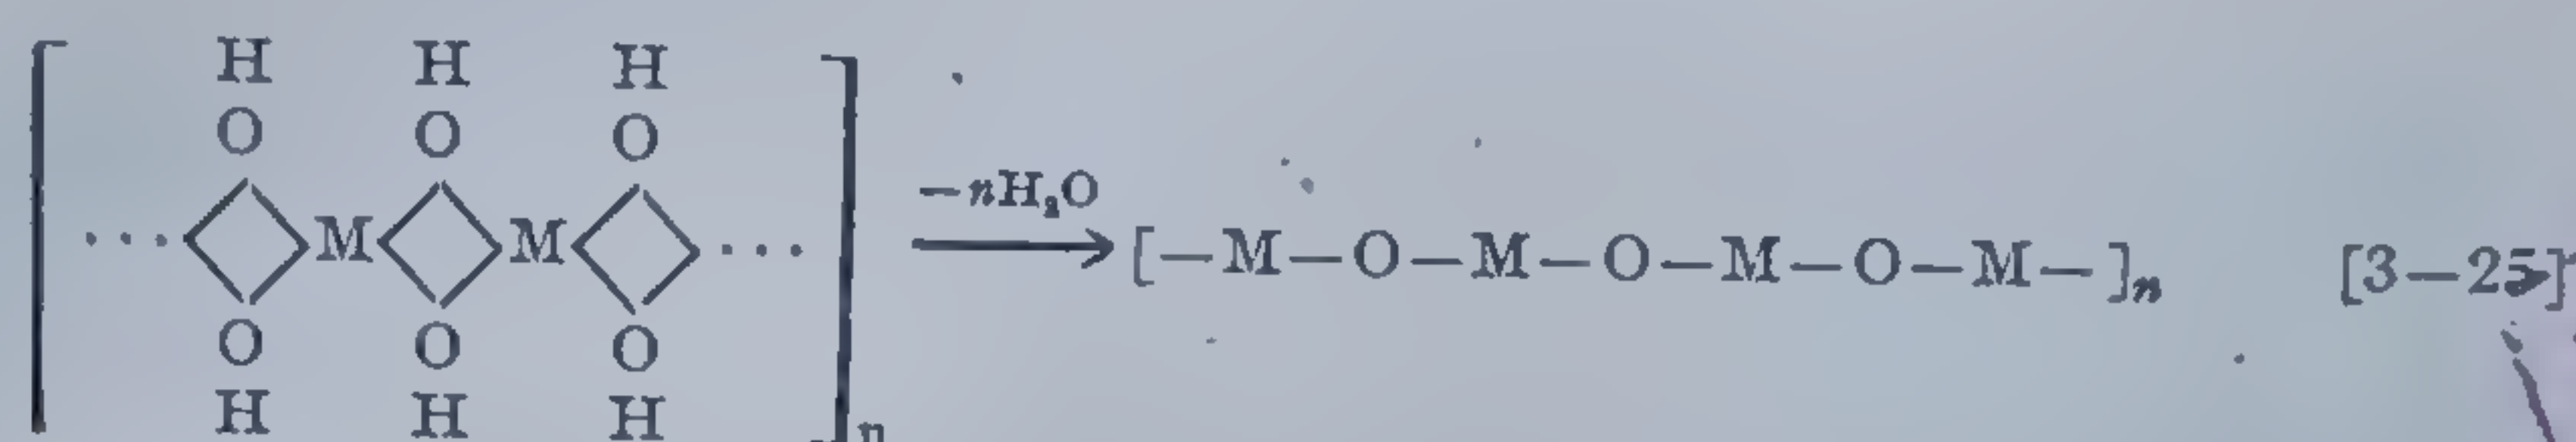 H H H
O O O
···M M···
O O O
H H H
n
−nH₂O
[—M—O—M—O—M—O—M—]n
[3—25]